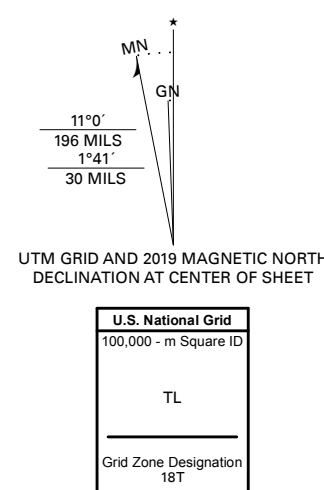 ★
MN
GN
11°0´
196 MILS
1°41´
30 MILS
UTM GRID AND 2019 MAGNETIC NORTH
DECLINATION AT CENTER OF SHEET
U.S. National Grid
100,000 - m Square ID
TL
Grid Zone Designation
18T